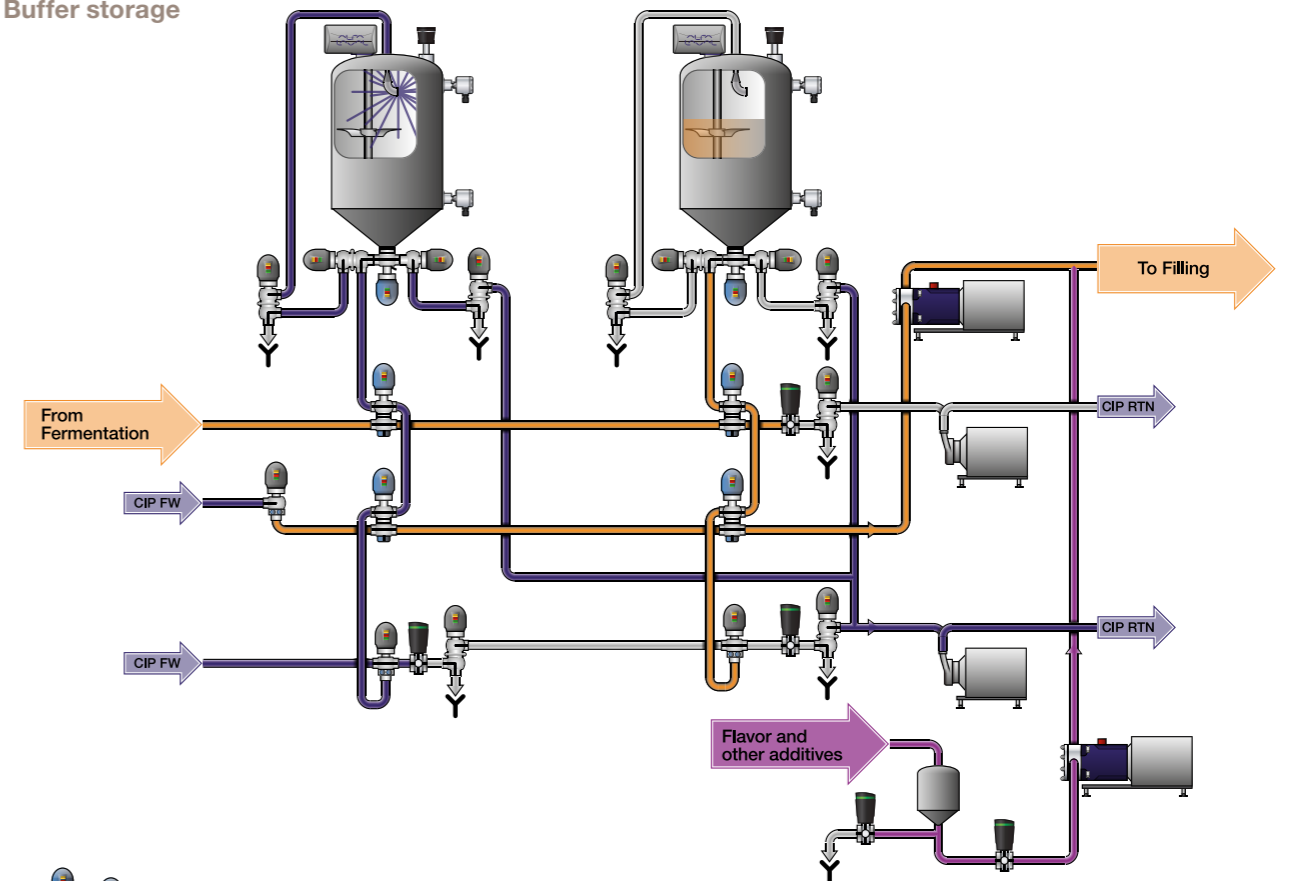 Buffer storage
To Filling
From
Fermentation
CIP RTN
CIP FW
CIP RTN
CIP FW
Flavor and
other additives